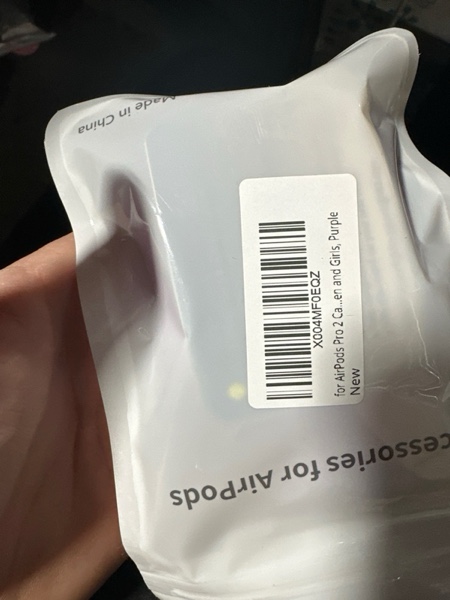 Made in China
X004MF0EQZ
for AirPods Pro 2 Ca...en and Girls, Purple
New
ccessories for AirPods